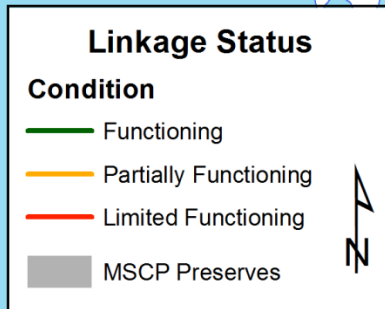 Linkage Status
Condition
Functioning
Partially Functioning
Limited Functioning
MSCP Preserves
N